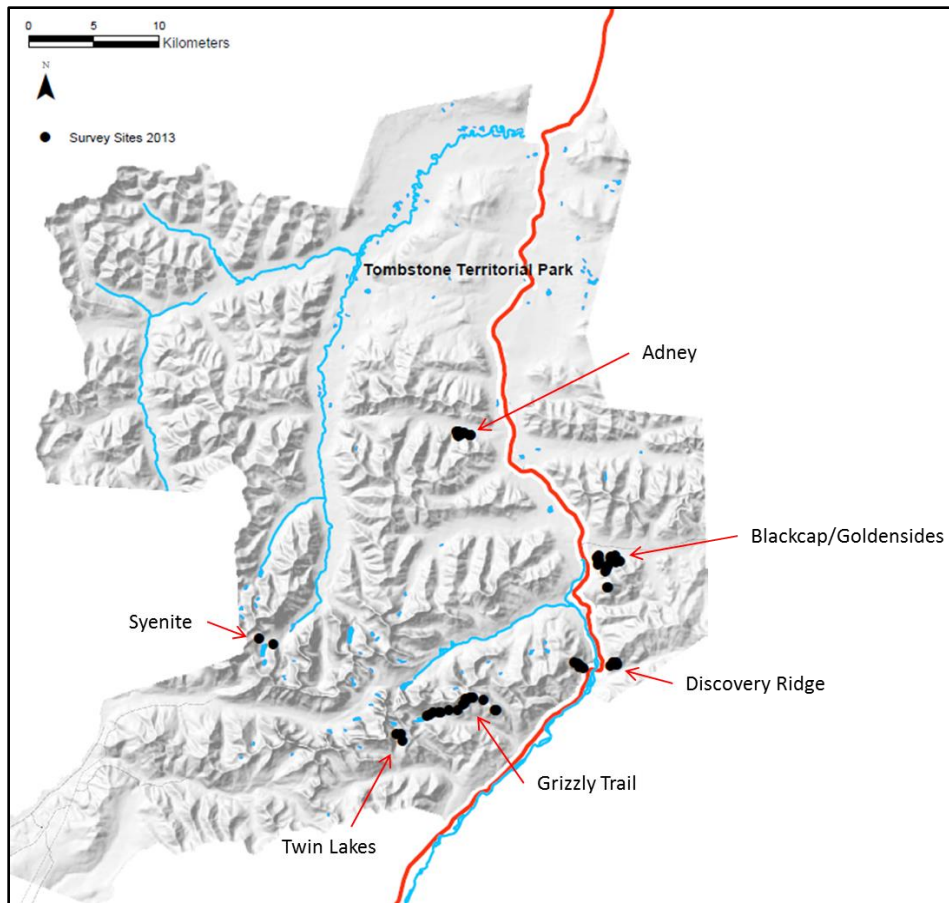 0 5 10
Kilometers
N
Survey Sites 2013
Tombstone Territorial Park
Adney
Blackcap/Goldensides
Syenite
Discovery Ridge
Grizzly Trail
Twin Lakes